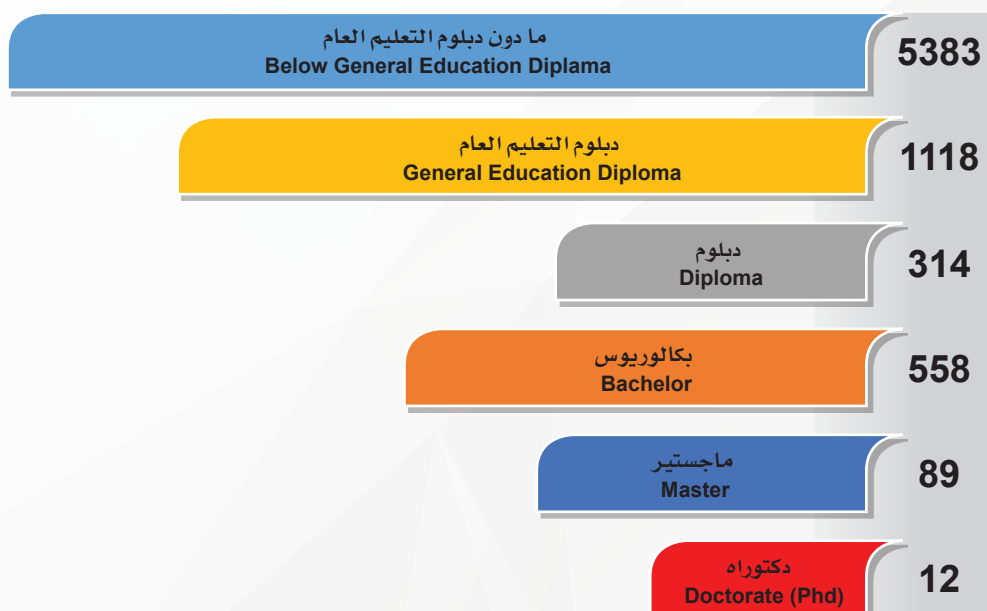 ما دون دبلوم التعليم العام
Below General Education Diplama
5383
دبلوم التعليم العام
General Education Diploma
1118
دبلوم
Diploma
314
بكالوريوس
Bachelor
558
ماجستير
Master
89
دكتوراه
Doctorate (Phd)
12